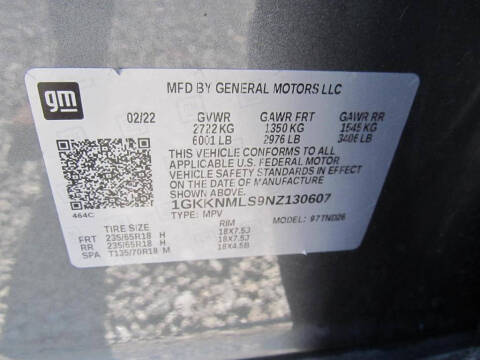 gm
MFD BY GENERAL MOTORS LLC
02/22 GVWR GAWR FRT GAWR RR
2722 KG 1350 KG 1545 KG
6001 LB 2976 LB 3406 LB
THIS VEHICLE CONFORMS TO ALL
APPLICABLE U.S. FEDERAL MOTOR
VEHICLE SAFETY STANDARDS IN EFFECT
ON THE DATE OF MANUFACTURE
SHOWN ABOVE.
1GKKNMLS9NZ130607
464C TYPE: MPV MODEL: 977ND26
TIRE SIZE RIM
FRT 235/65R18 H 18X7.5J
RR 235/65R18 H 18X7.5J
SPA T135/70R18 M 18X4.5B